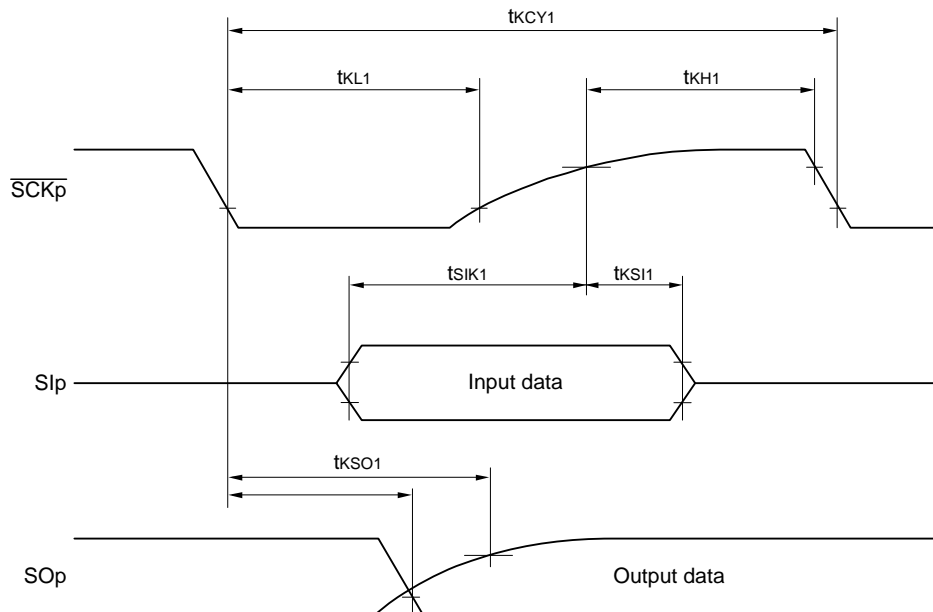 tKCY1
tKL1
tKH1
SCKp
tSIK1
tKSI1
SIp
Input data
tKSO1
SOp
Output data